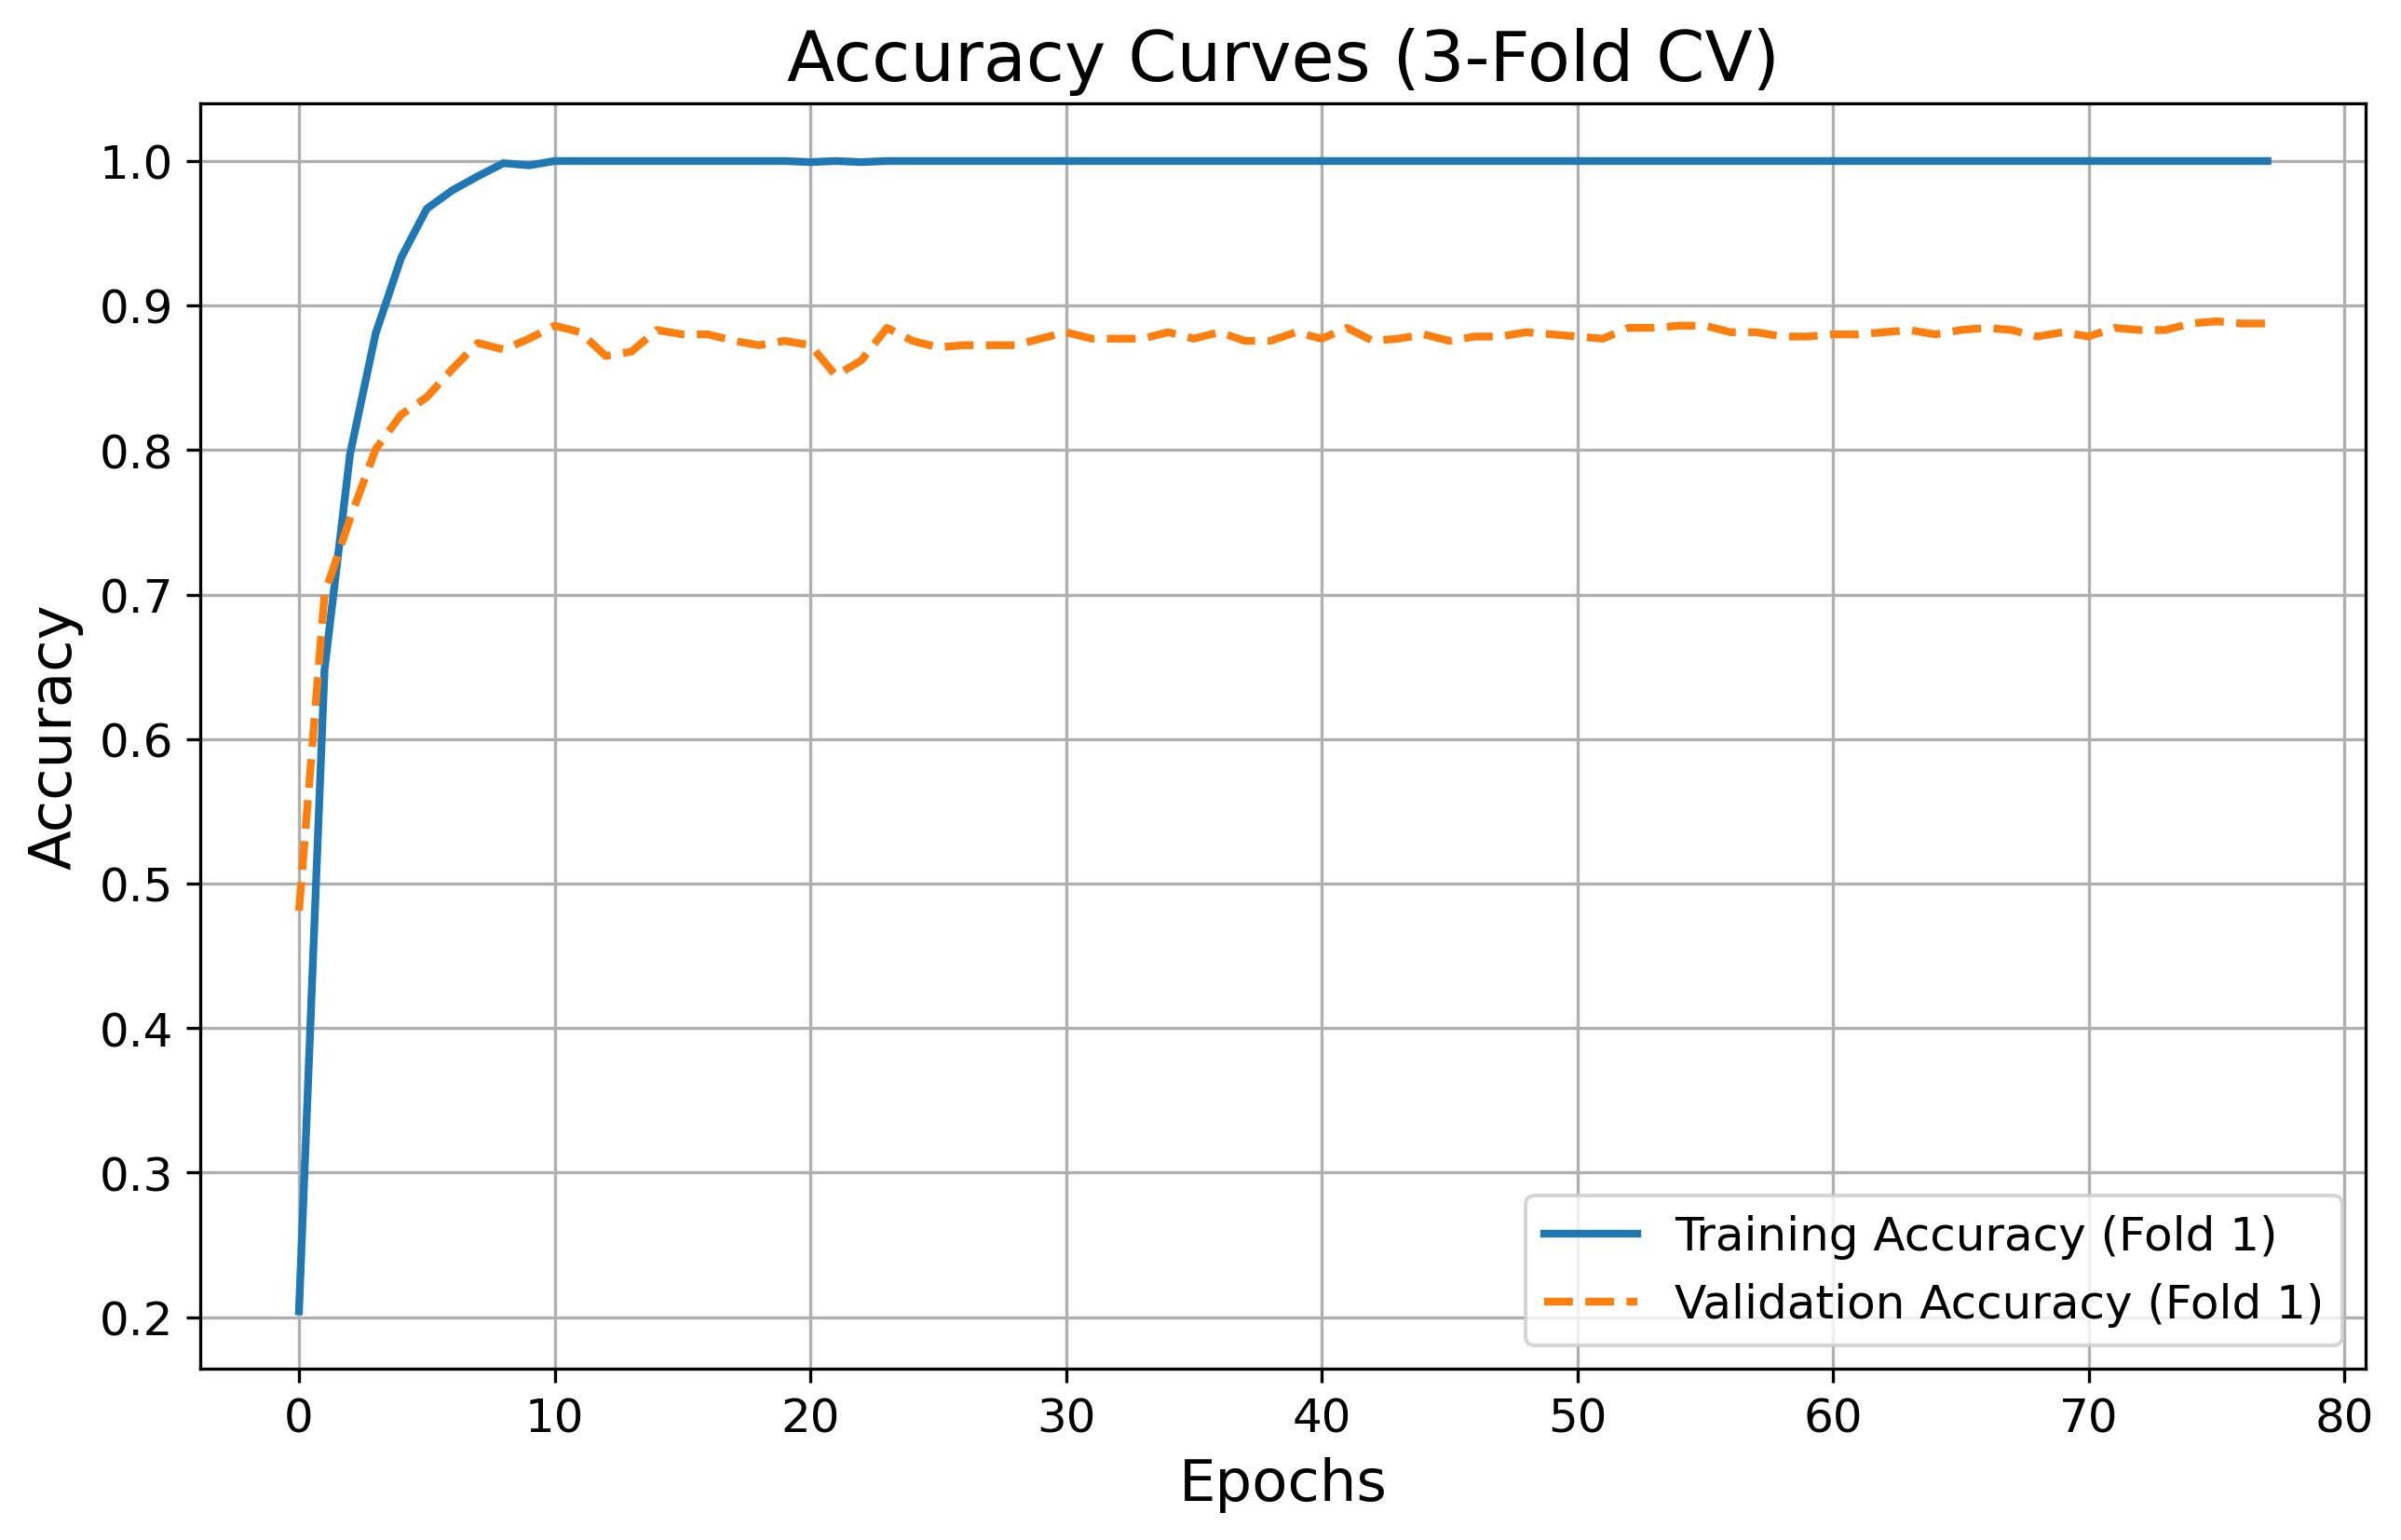 Accuracy Curves (3-Fold CV)
Accuracy
1.0
0.9
0.8
0.7
0.6
0.5
0.4
0.3
0.2
Training Accuracy (Fold 1)
Validation Accuracy (Fold 1)
0 10 20 30 40 50 60 70 80
Epochs